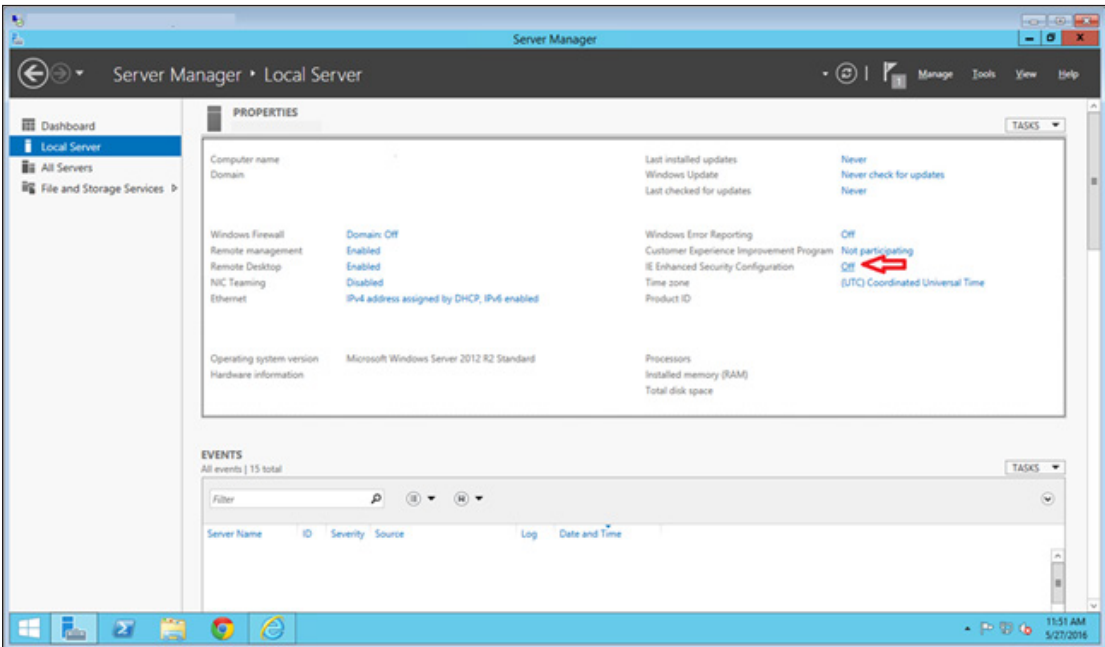 Server Manager
Server Manager • Local Server
1
Manage Tools View Help
Dashboard
Local Server
All Servers
File and Storage Services
PROPERTIES
TASKS
Computer name
Domain
Last installed updates Never
Windows Update Never check for updates
Last checked for updates Never
Windows Firewall Domain: Off
Remote management Enabled
Remote Desktop Enabled
NIC Teaming Disabled
Ethernet IPv4 address assigned by DHCP, IPv6 enabled
Windows Error Reporting Off
Customer Experience Improvement Program Not participating
IE Enhanced Security Configuration Off
Time zone (UTC) Coordinated Universal Time
Product ID
Operating system version Microsoft Windows Server 2012 R2 Standard
Hardware information
Processors
Installed memory (RAM)
Total disk space
EVENTS
All events | 15 total
TASKS
Filter
Server Name ID Severity Source Log Date and Time
11:51 AM
5/27/2016